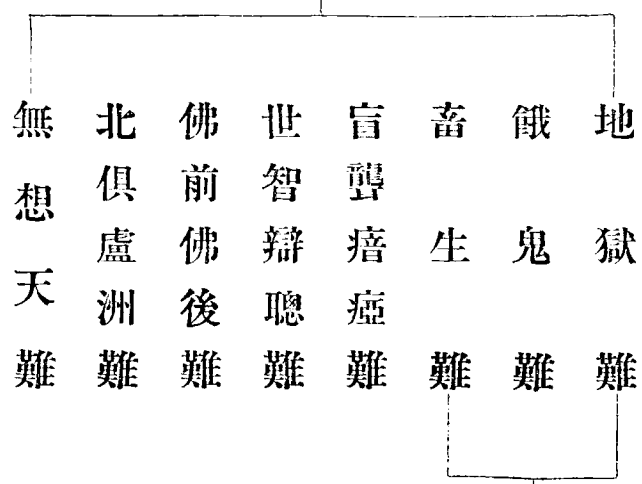 地獄難
餓鬼難
畜生難
盲聾瘖瘂難
世智辯聰難
佛前佛後難
北俱盧洲難
無想天難